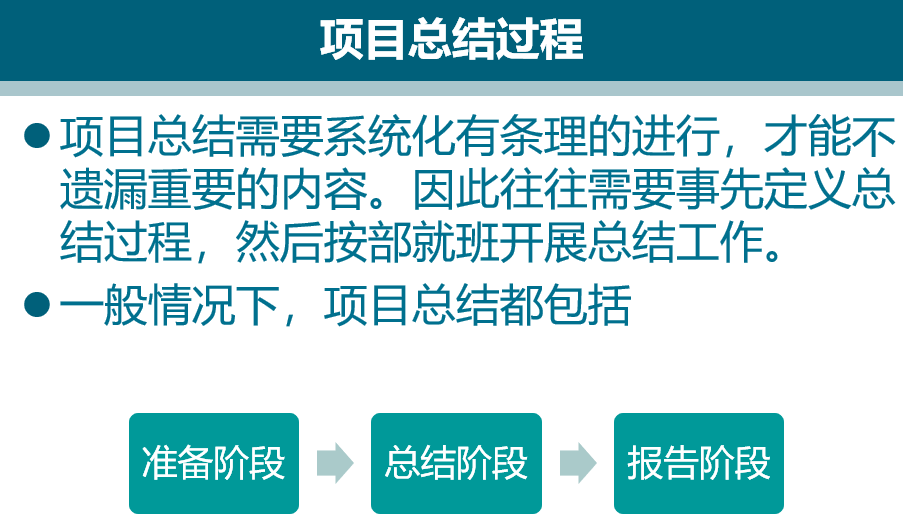 项目总结过程
●项目总结需要系统化有条理的进行，才能不
遗漏重要的内容。因此往往需要事先定义总
结过程，然后按部就班开展总结工作。
●一般情况下，项目总结都包括
准备阶段
总结阶段
报告阶段